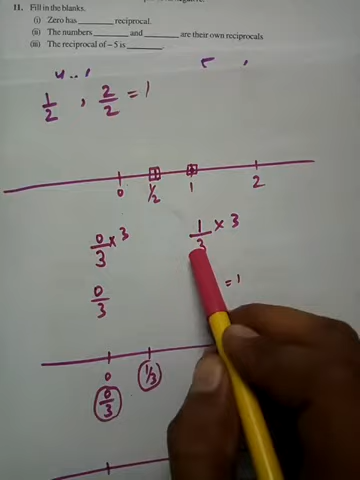 11. Fill in the blanks.
(i) Zero has ________ reciprocal.
(ii) The numbers ________ and ________ are their own reciprocals
(iii) The reciprocal of – 5 is ________.
1/2 , 2/2 = 1
0 1/2 1 2
0/3 × 3 1/3 × 3
0/3 = 1
0 1/3
0/3